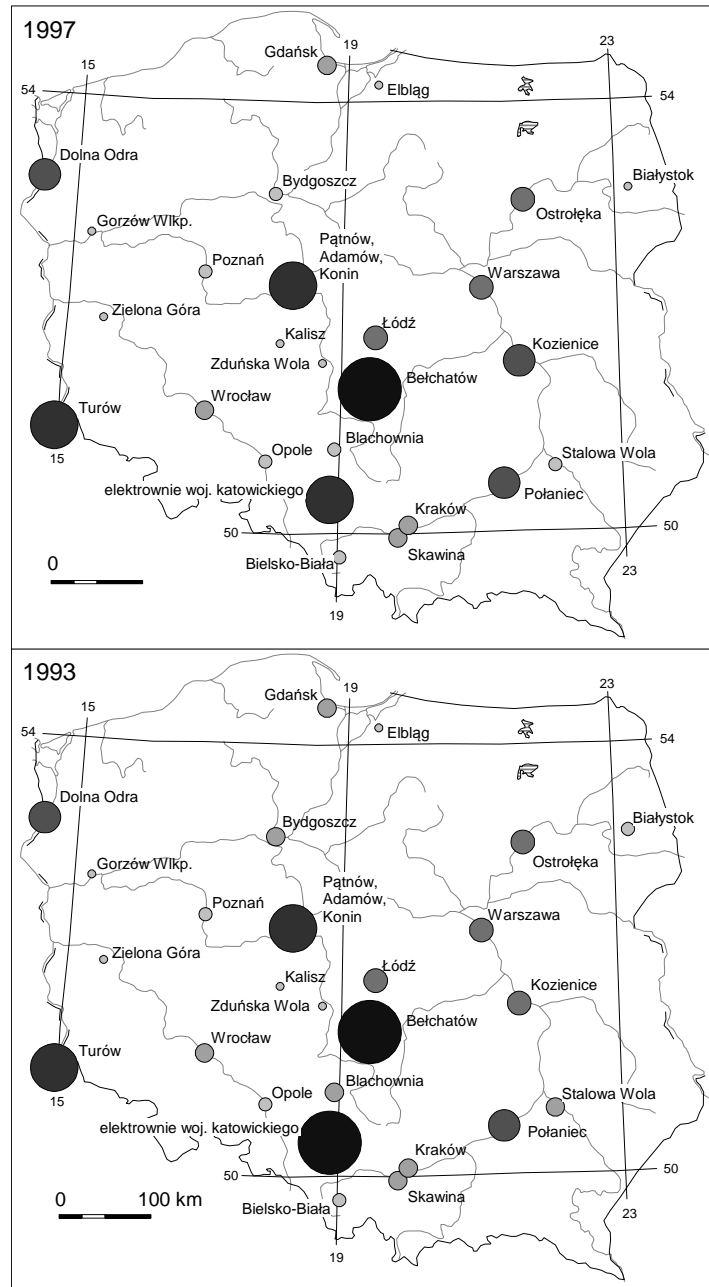 1997
19
23
Gdańsk
15
54
Elbląg
54
Dolna Odra
Białystok
Bydgoszcz
Ostrołęka
Gorzów Wlkp.
Pątnów,
Adamów,
Konin
Poznań
Warszawa
Zielona Góra
Łódź
Kalisz
Kozienice
Zduńska Wola
Bełchatów
Turów
Wrocław
15
Opole
Blachownia
Stalowa Wola
elektrownie woj. katowickiego
Połaniec
Kraków
50
50
Skawina
0
Bielsko-Biała
23
19
1993
19
23
15
Gdańsk
54
Elbląg
54
Dolna Odra
Bydgoszcz
Białystok
Ostrołęka
Gorzów Wlkp.
Pątnów,
Adamów,
Konin
Poznań
Warszawa
Zielona Góra
Łódź
Kalisz
Kozienice
Zduńska Wola
Bełchatów
Turów
Wrocław
15
Opole
Blachownia
Stalowa Wola
elektrownie woj. katowickiego
Połaniec
Kraków
50
50
Skawina
0 100 km
Bielsko-Biała
23
19